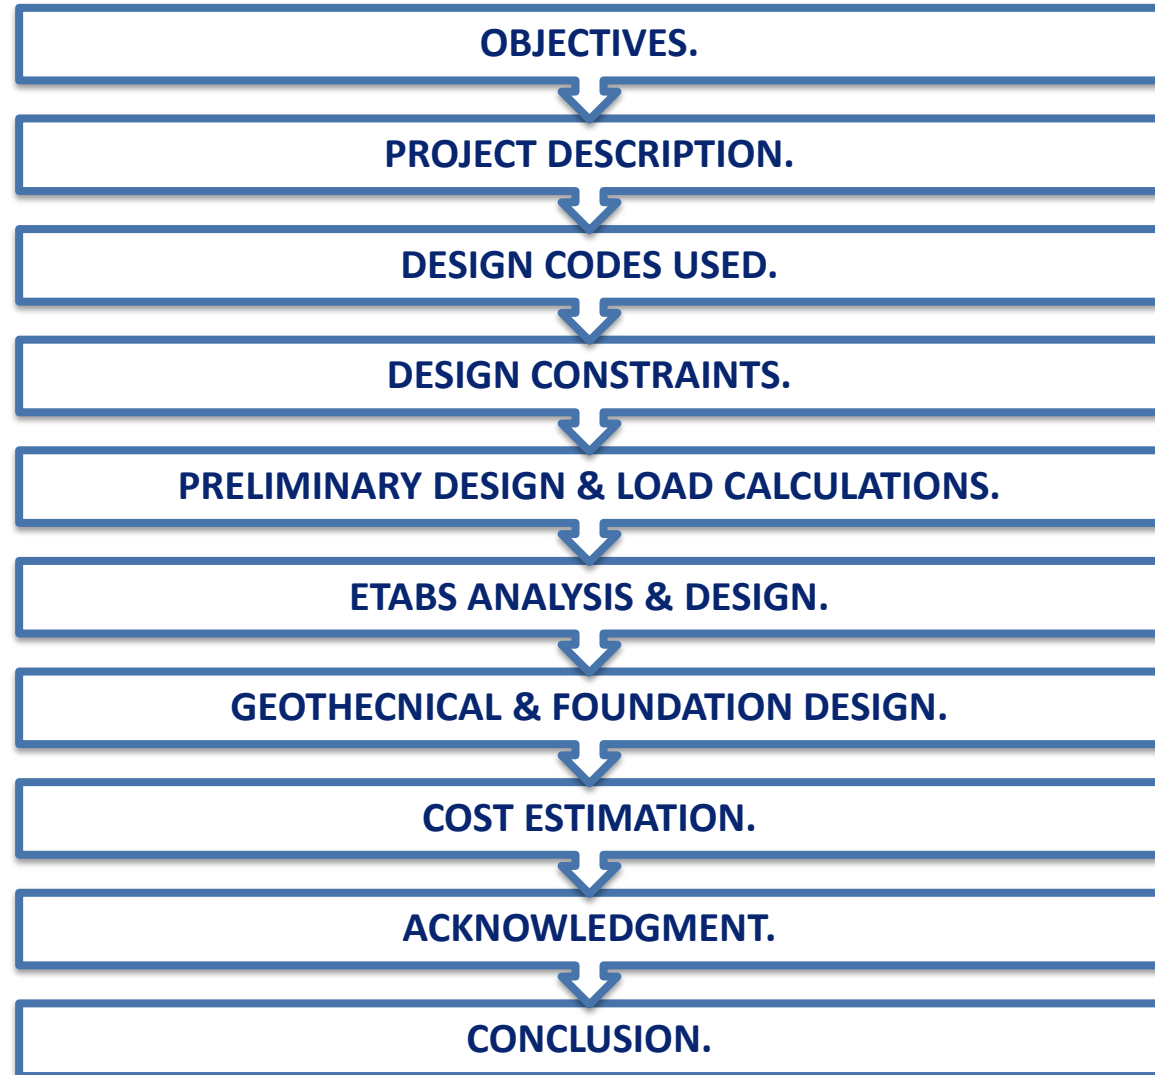 OBJECTIVES.
PROJECT DESCRIPTION.
DESIGN CODES USED.
DESIGN CONSTRAINTS.
PRELIMINARY DESIGN & LOAD CALCULATIONS.
ETABS ANALYSIS & DESIGN.
GEOTHECNICAL & FOUNDATION DESIGN.
COST ESTIMATION.
ACKNOWLEDGMENT.
CONCLUSION.